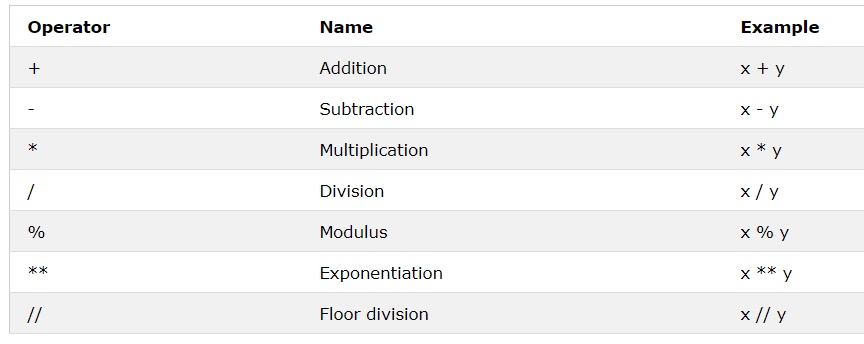 Operator Name Example
+ Addition x + y
- Subtraction x - y
* Multiplication x * y
/ Division x / y
% Modulus x % y
** Exponentiation x ** y
// Floor division x // y